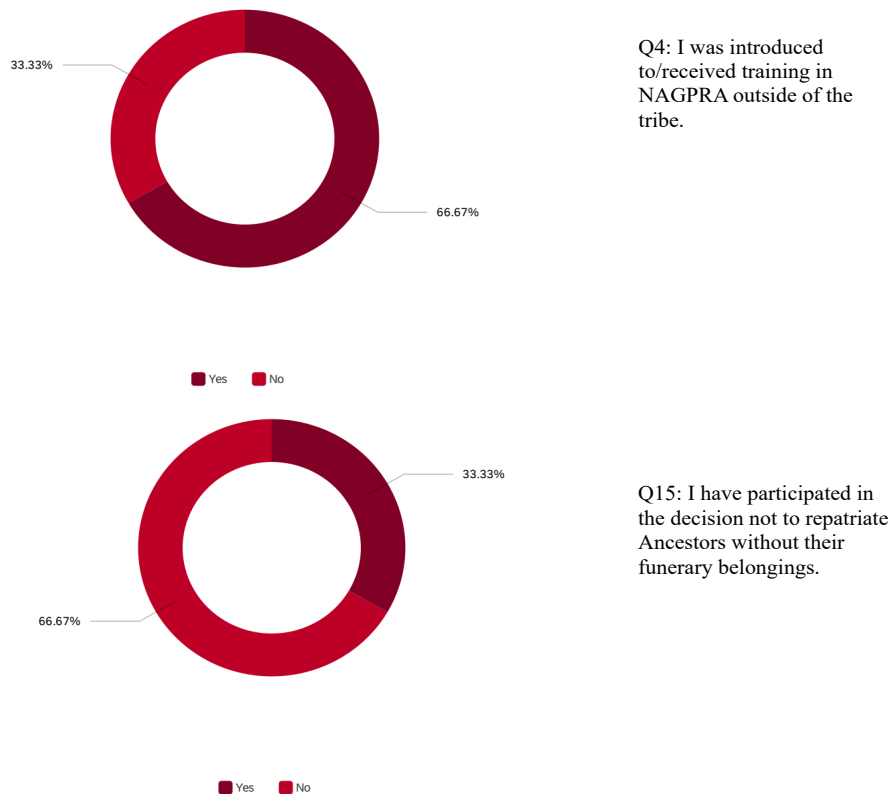 33.33%
66.67%
Q4: I was introduced
to/received training in
NAGPRA outside of the
tribe.
Yes No
33.33%
66.67%
Q15: I have participated in
the decision not to repatriate
Ancestors without their
funerary belongings.
Yes No